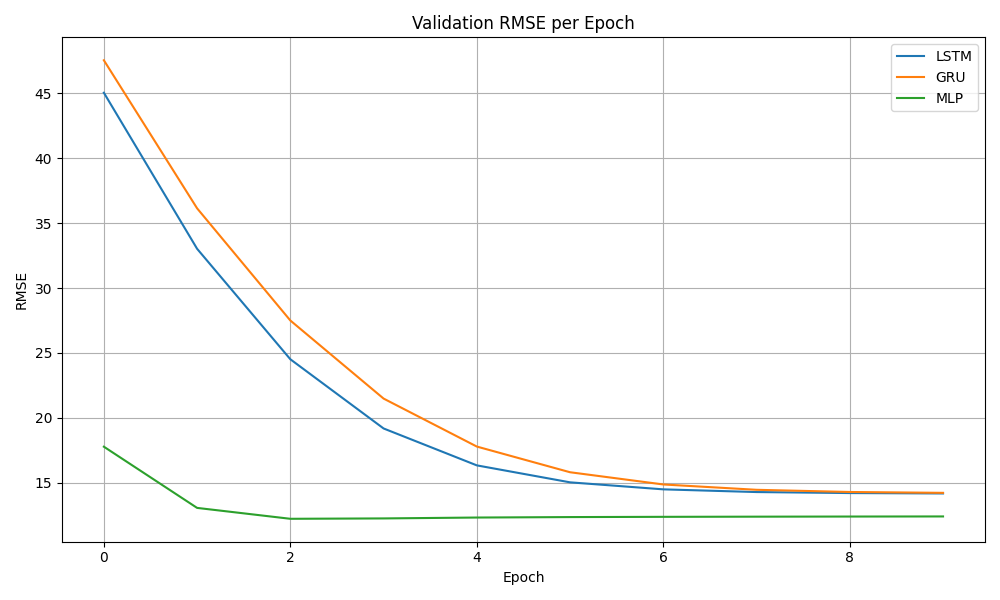 Validation RMSE per Epoch
LSTM
GRU
MLP
45
40
35
30
25
20
15
RMSE
0 2 4 6 8
Epoch